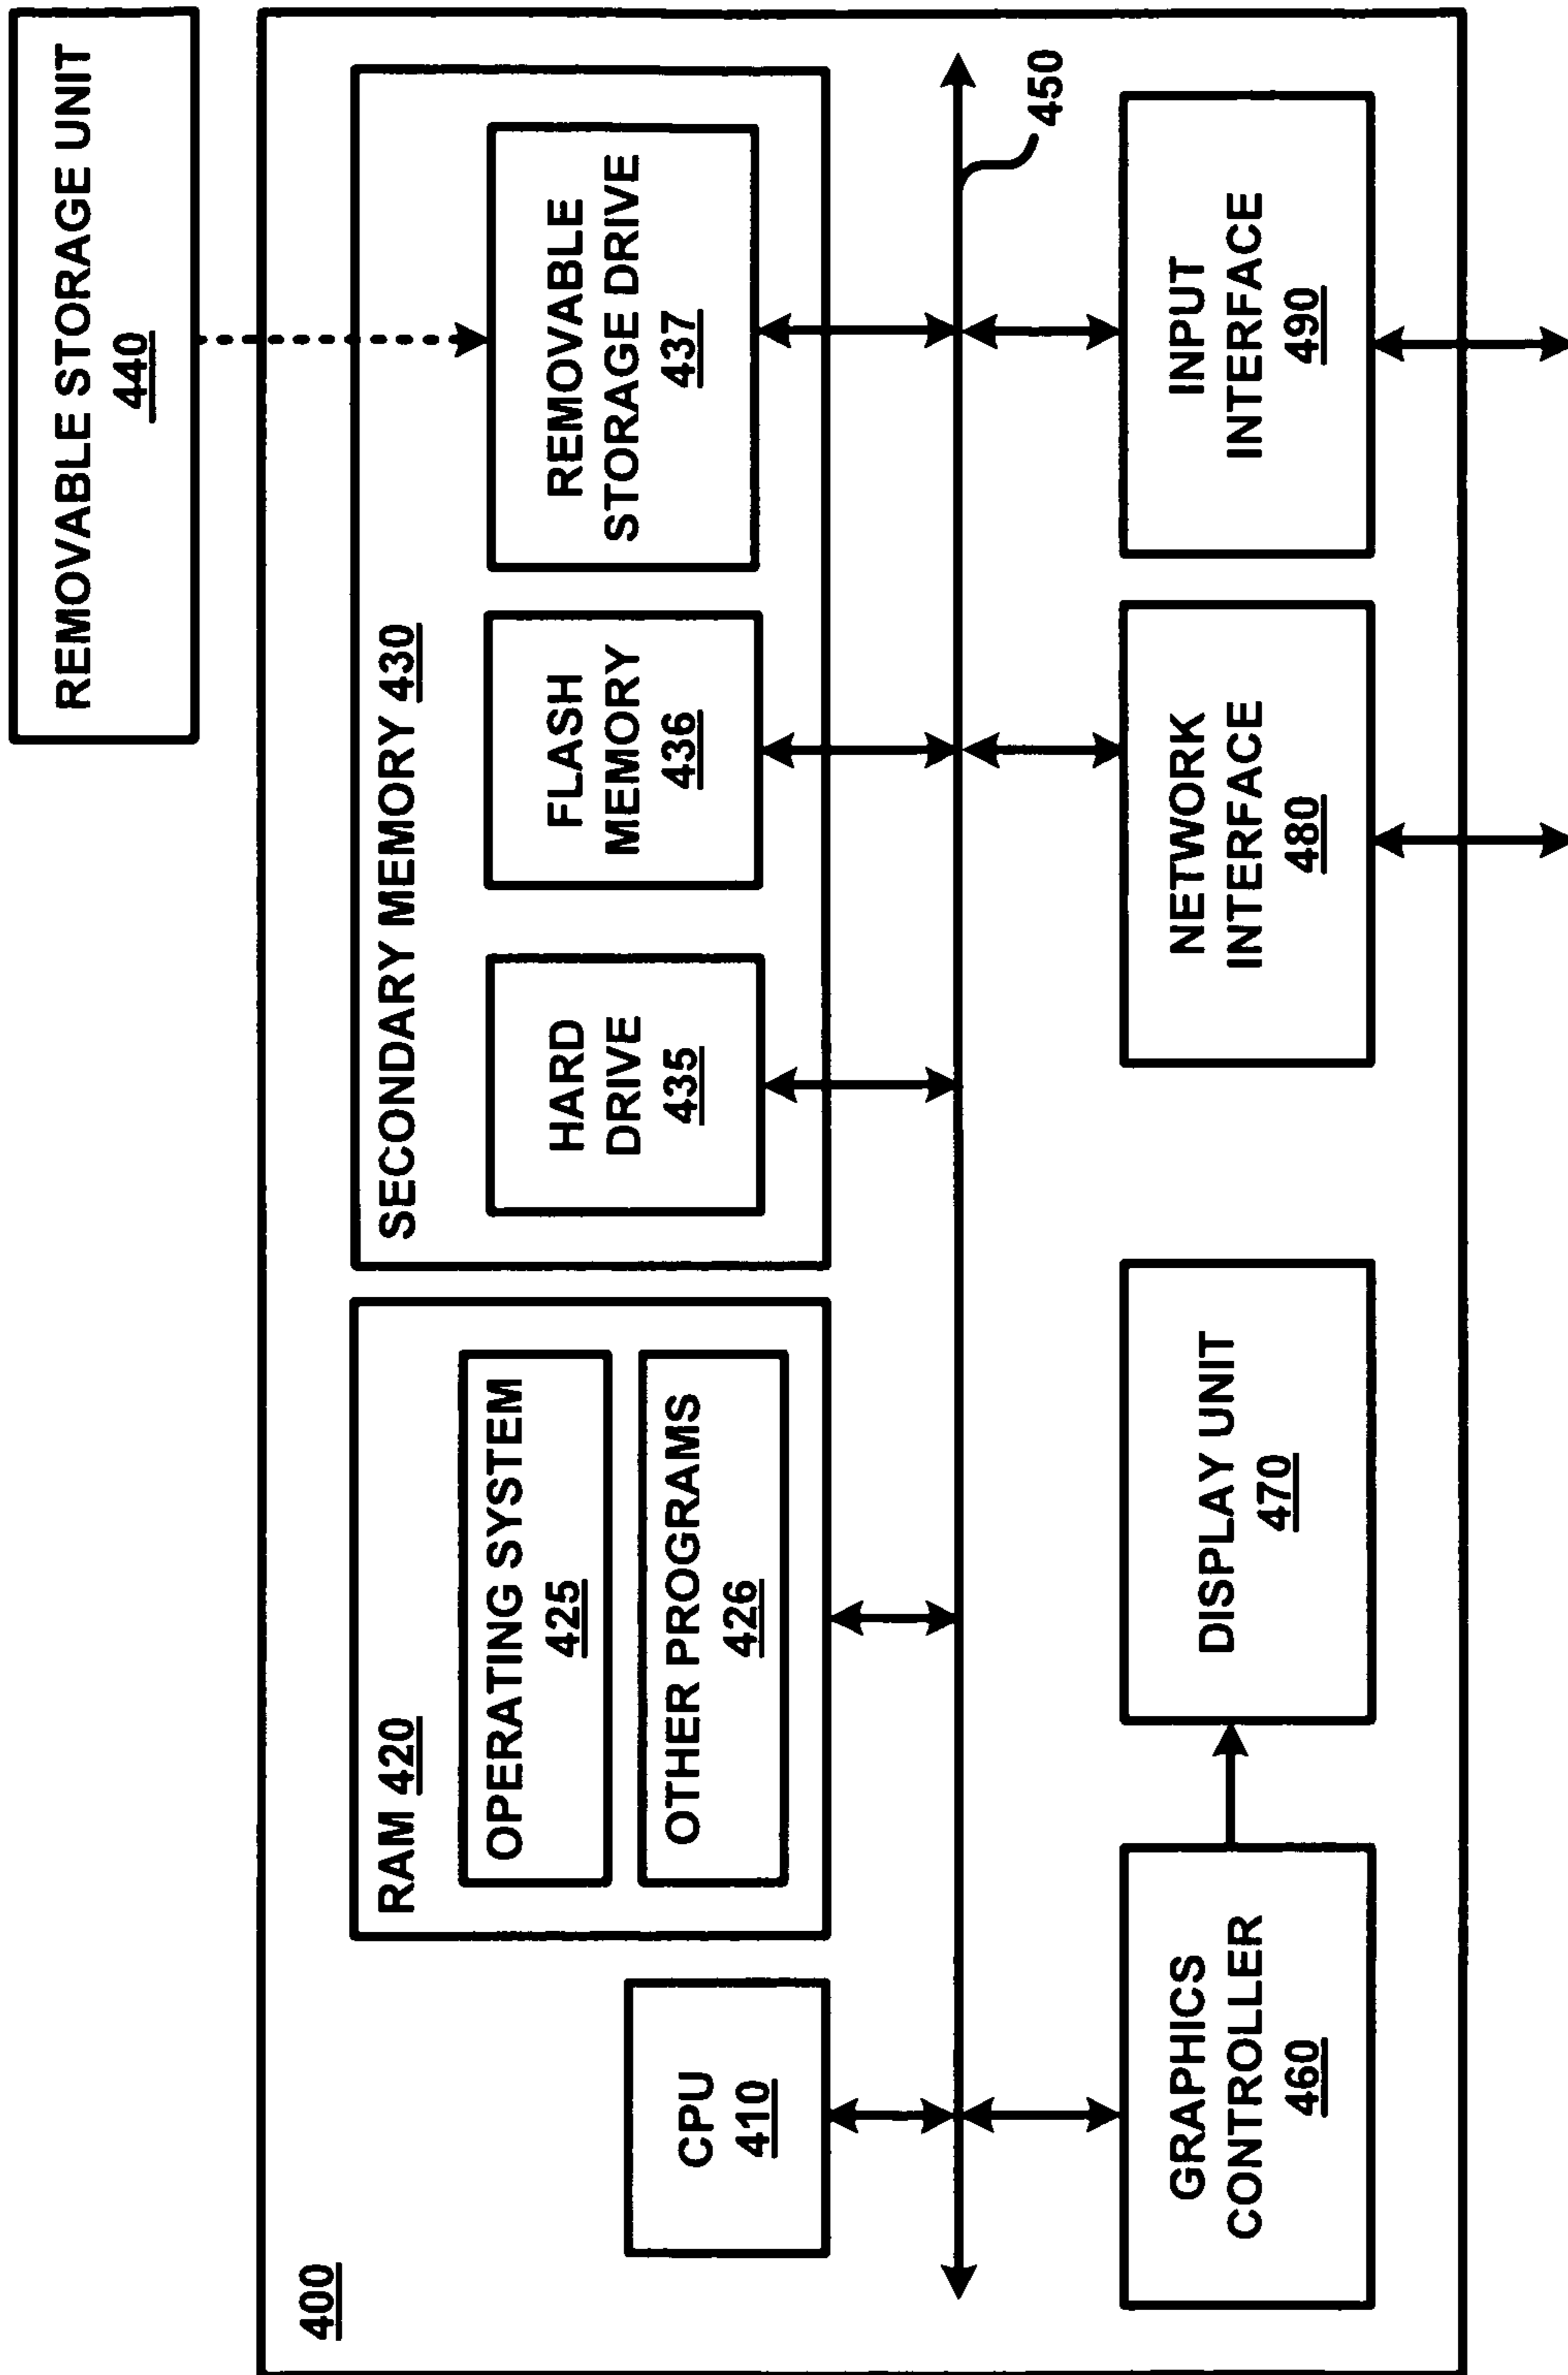 REMOVABLE STORAGE UNIT
440
400
CPU
410
RAM 420
OPERATING SYSTEM
425
OTHER PROGRAMS
426
SECONDARY MEMORY 430
HARD
DRIVE
435
FLASH
MEMORY
436
REMOVABLE
STORAGE DRIVE
437
450
GRAPHICS
CONTROLLER
460
DISPLAY UNIT
470
NETWORK
INTERFACE
480
INPUT
INTERFACE
490